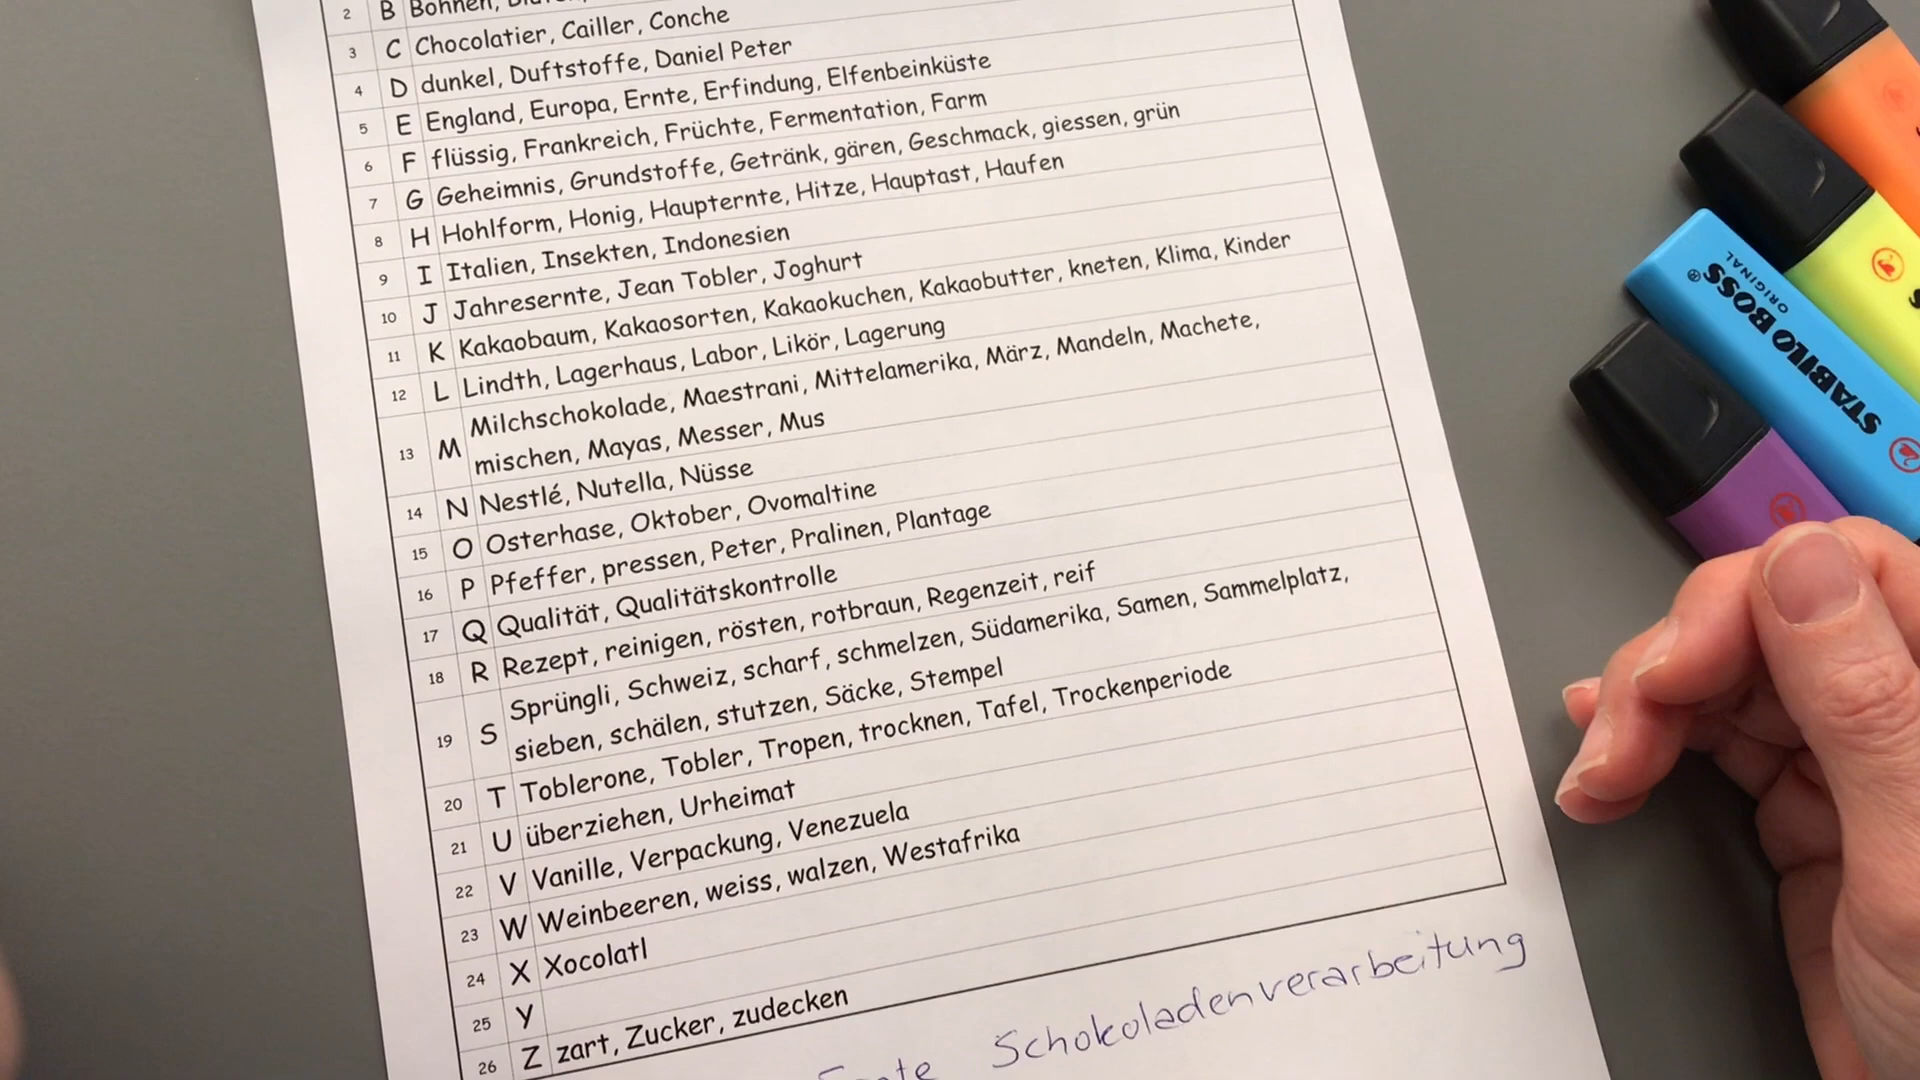 2 B Bohnen,
3 C Chocolatier, Cailler, Conche
4 D dunkel, Duftstoffe, Daniel Peter
5 E England, Europa, Ernte, Erfindung, Elfenbeinküste
6 F flüssig, Frankreich, Früchte, Fermentation, Farm
7 G Geheimnis, Grundstoffe, Getränk, gären, Geschmack, giessen, grün
8 H Hohlform, Honig, Haupternte, Hitze, Hauptast, Haufen
9 I Italien, Insekten, Indonesien
10 J Jahresernte, Jean Tobler, Joghurt
11 K Kakaobaum, Kakaosorten, Kakaokuchen, Kakaobutter, kneten, Klima, Kinder
12 L Lindth, Lagerhaus, Labor, Likör, Lagerung
13 M Milchschokolade, Maestrani, Mittelamerika, März, Mandeln, Machete,
mischen, Mayas, Messer, Mus
14 N Nestlé, Nutella, Nüsse
15 O Osterhase, Oktober, Ovomaltine
16 P Pfeffer, pressen, Peter, Pralinen, Plantage
17 Q Qualität, Qualitätskontrolle
18 R Rezept, reinigen, rösten, rotbraun, Regenzeit, reif
19 S Sprüngli, Schweiz, scharf, schmelzen, Südamerika, Samen, Sammelplatz,
sieben, schälen, stutzen, Säcke, Stempel
20 T Toblerone, Tobler, Tropen, trocknen, Tafel, Trockenperiode
21 U überziehen, Urheimat
22 V Vanille, Verpackung, Venezuela
23 W Weinbeeren, weiss, walzen, Westafrika
24 X Xocolatl
25 Y
26 Z zart, Zucker, zudecken
Schokoladenverarbeitung
STABILO BOSS®
ORIGINAL